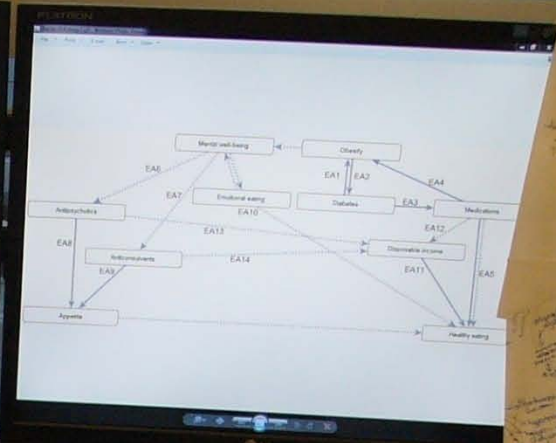 FLATRON
Mental well-being
Obesity
EA6
EA1
EA2
EA4
EA7
Emotional eating
Diabetes
EA3
Medications
Antipsychotics
EA10
EA13
EA12
EA8
Disposable income
Anticonvulsants
EA14
EA9
EA11
EA5
Appetite
Healthy eating